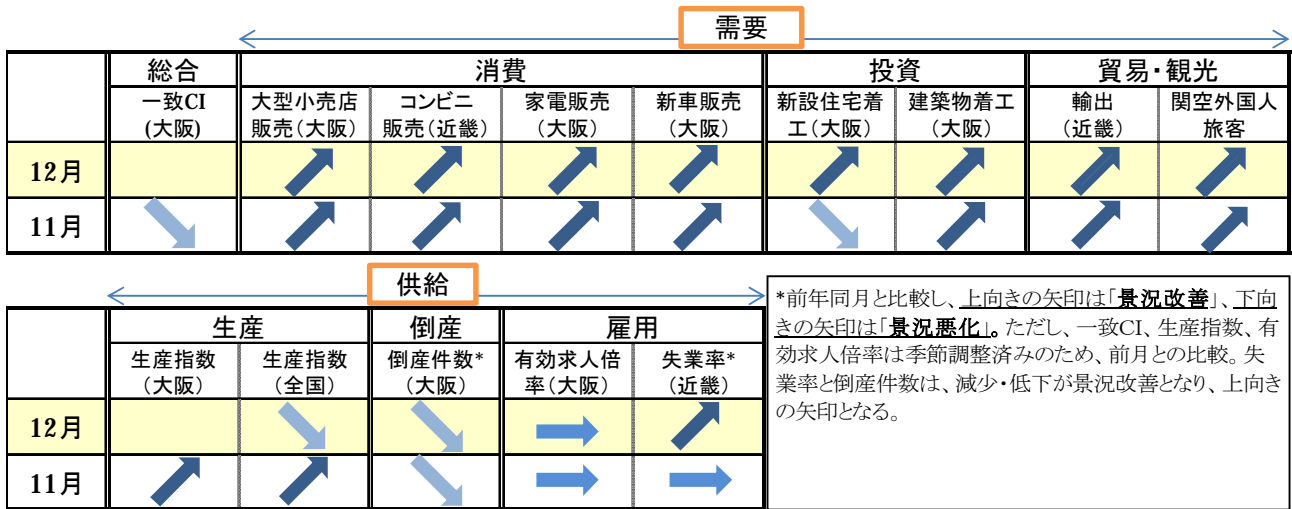 需要
総合
消費
投資
貿易・観光
一致CI
(大阪)
大型小売店
販売(大阪)
コンビニ
販売(近畿)
家電販売
(大阪)
新車販売
(大阪)
新設住宅着
工(大阪)
建築物着工
(大阪)
輸出
(近畿)
関空外国人
旅客
12月
11月
供給
生産
倒産
雇用
生産指数
(大阪)
生産指数
(全国)
倒産件数*
(大阪)
有効求人倍
率(大阪)
失業率*
(近畿)
12月
11月
*前年同月と比較し、上向きの矢印は「景況改善」、下向
きの矢印は「景況悪化」。ただし、一致CI、生産指数、有
効求人倍率は季節調整済みのため、前月との比較。失
業率と倒産件数は、減少・低下が景況改善となり、上向き
の矢印となる。